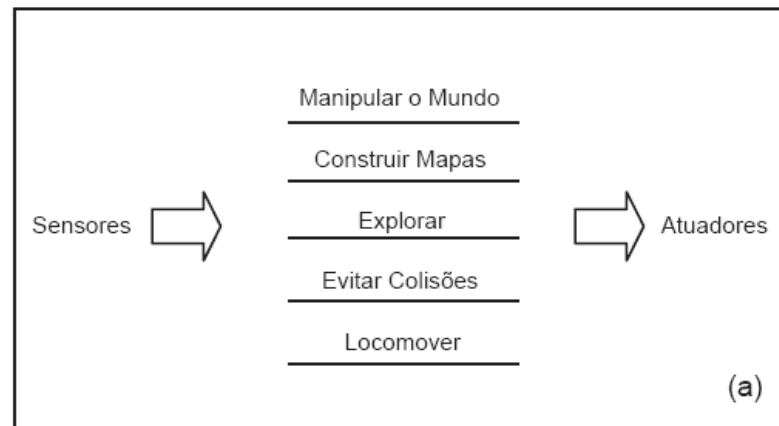 Manipular o Mundo
Construir Mapas
Sensores
Explorar
Atuadores
Evitar Colisões
Locomover
(a)